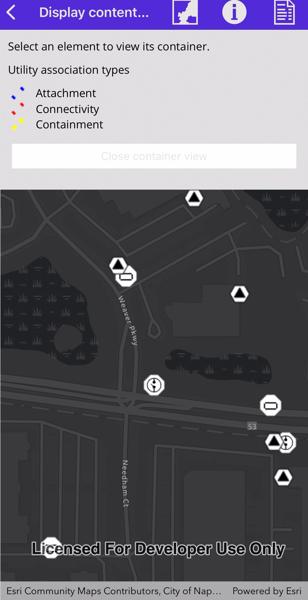 Display content...
Select an element to view its container.
Utility association types
Attachment
Connectivity
Containment
Close container view
Weaver Pkwy
53
Needham Ct
Licensed For Developer Use Only
Esri Community Maps Contributors, City of Nap... Powered by Esri